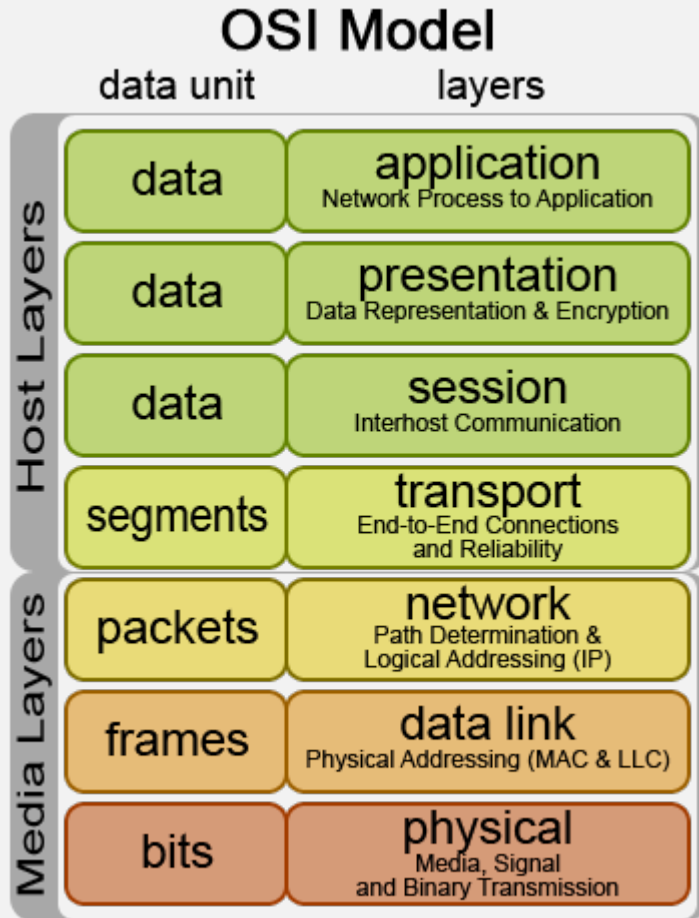 OSI Model
data unit layers
Host Layers
data application
Network Process to Application
data presentation
Data Representation & Encryption
data session
Interhost Communication
segments transport
End-to-End Connections
and Reliability
Media Layers
packets network
Path Determination &
Logical Addressing (IP)
frames data link
Physical Addressing (MAC & LLC)
bits physical
Media, Signal
and Binary Transmission